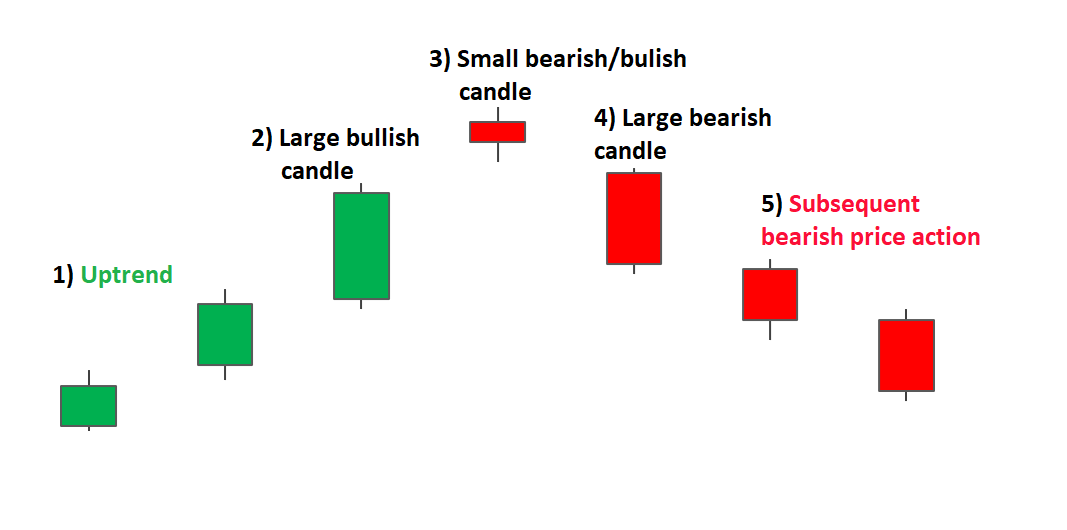 1) Uptrend
2) Large bullish
candle
3) Small bearish/bulish
candle
4) Large bearish
candle
5) Subsequent
bearish price action